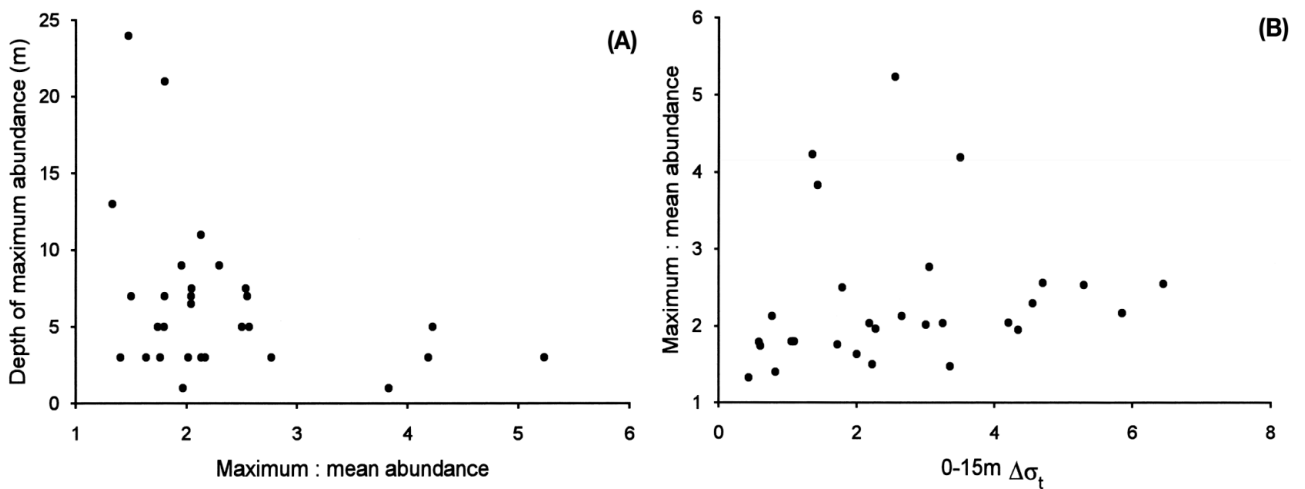 (A)
Depth of maximum abundance (m)
25
20
15
10
5
0
1 2 3 4 5 6
Maximum : mean abundance
(B)
Maximum : mean abundance
6
5
4
3
2
1
0 2 4 6 8
0-15m Δσt